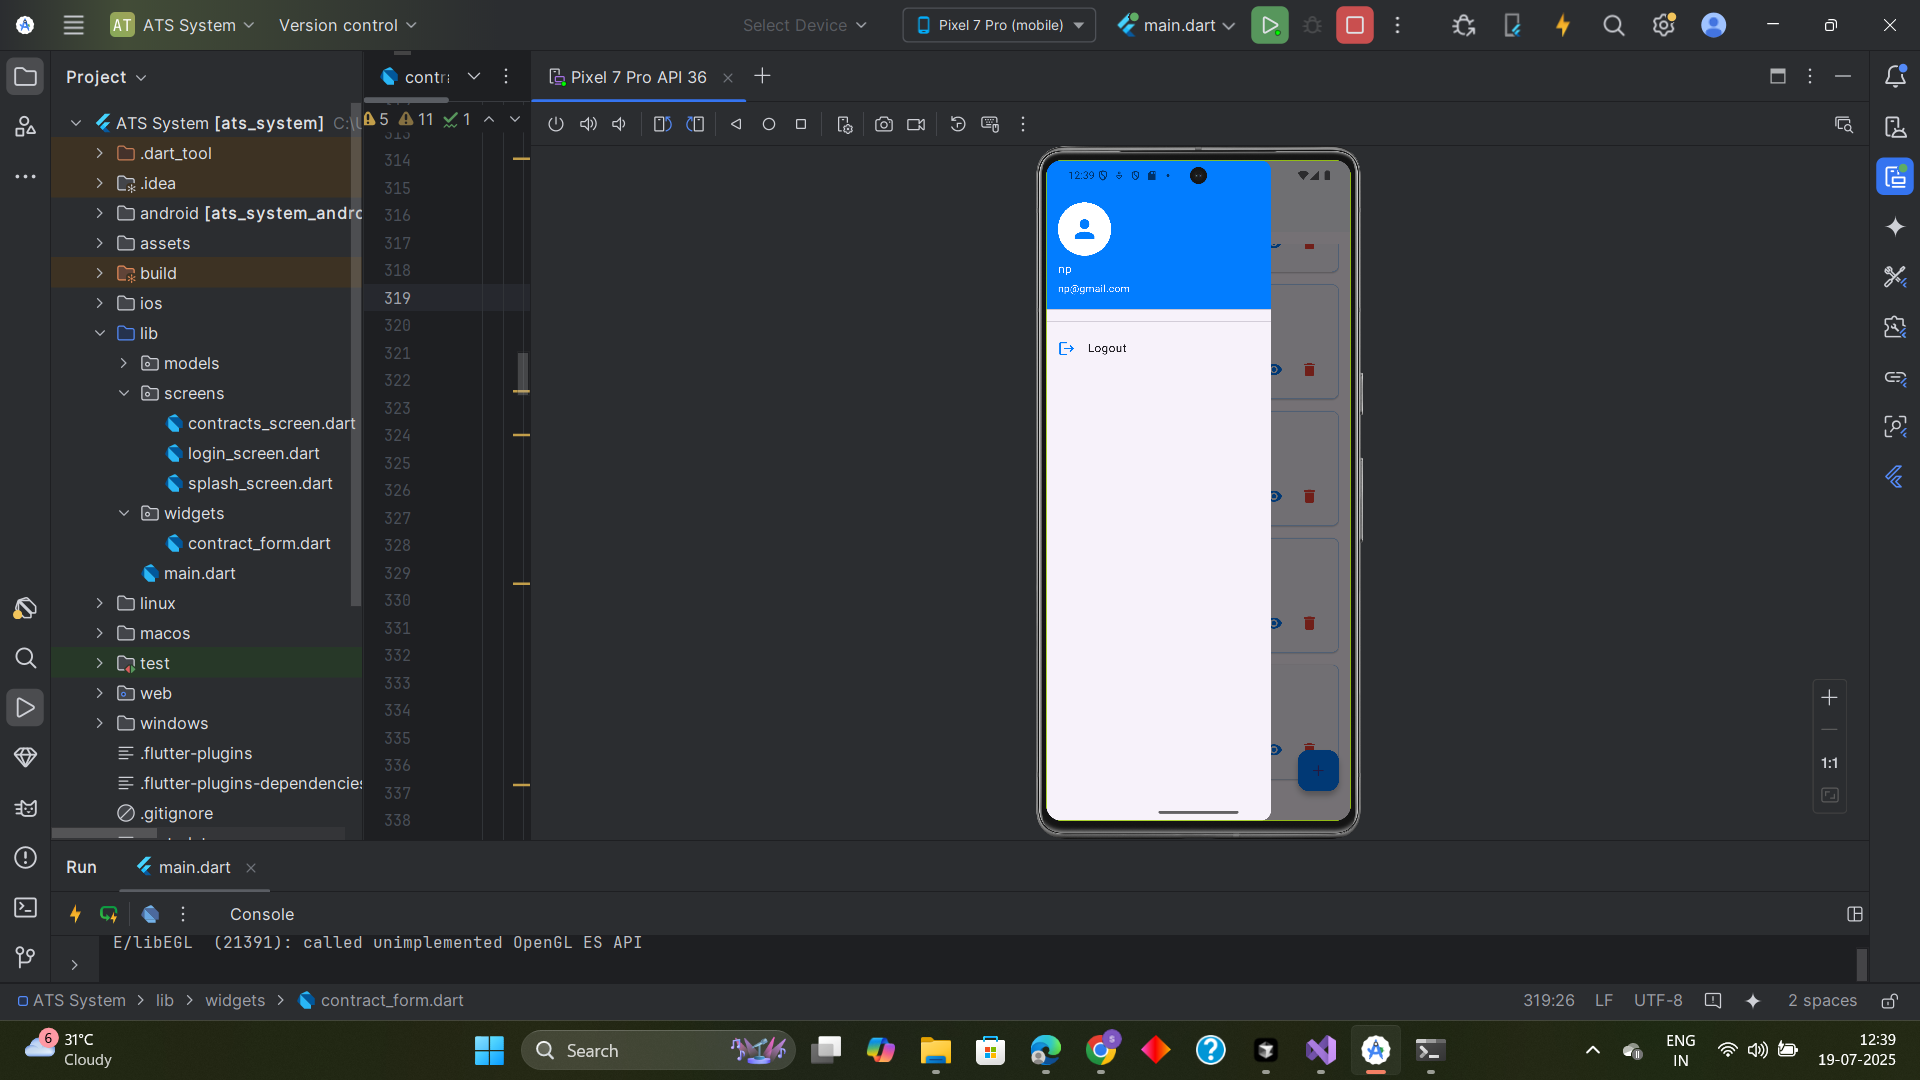 AT ATS System
Version control
Select Device
Pixel 7 Pro (mobile)
main.dart
Project
Pixel 7 Pro API 36
ATS System [ats_system]
5 11 1
.dart_tool
.idea
android
assets
build
ios
lib
models
screens
contracts_screen.dart
login_screen.dart
splash_screen.dart
widgets
contract_form.dart
main.dart
linux
macos
test
web
windows
.flutter-plugins
.flutter-plugins-dependencies
.gitignore
314
315
316
317
318
319
320
321
322
323
324
325
326
327
328
329
330
331
332
333
334
335
336
337
338
12:39
np
np@gmail.com
Logout
1:1
Run
main.dart
Console
E/libEGL (21391): called unimplemented OpenGL ES API
ATS System > lib > widgets > contract_form.dart
319:26 LF UTF-8 2 spaces
6
31°C
Cloudy
Search
ENG
IN
12:39
19-07-2025